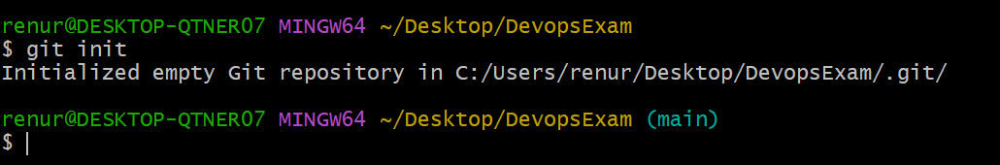 renur@DESKTOP-QTNER07 MINGW64 ~/Desktop/DevopsExam
$ git init
Initialized empty Git repository in C:/Users/renur/Desktop/DevopsExam/.git/
renur@DESKTOP-QTNER07 MINGW64 ~/Desktop/DevopsExam (main)
$